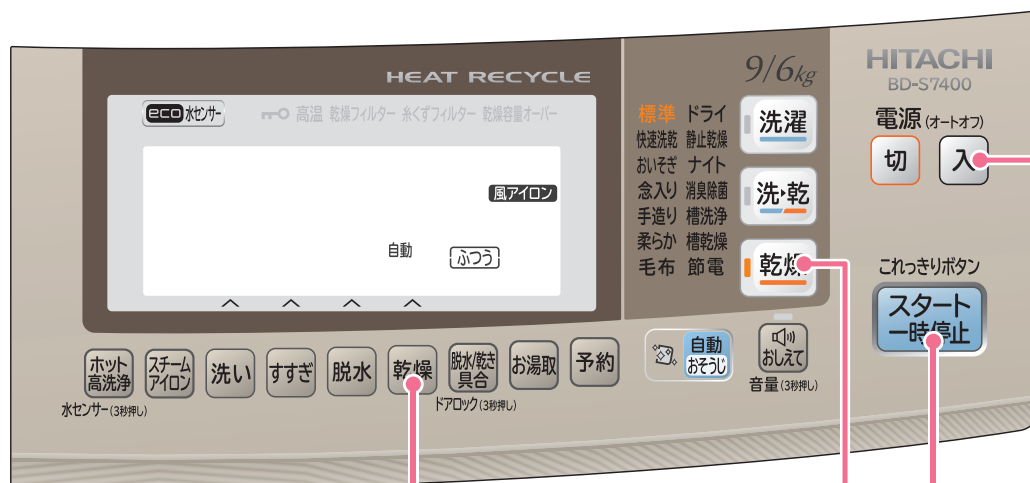 HEAT RECYCLE
9/6kg
HITACHI
BD-S7400
eco水センサー
高温 乾燥フィルター 糸くずフィルター 乾燥容量オーバー
標準 ドライ
快速洗乾 静止乾燥
おいそぎ ナイト
念入り 消臭除菌
手造り 槽洗浄
柔らか 槽乾燥
毛布 節電
洗濯
洗・乾
乾燥
電源(オートオフ)
切 入
風アイロン
自動 ふつう
これっきりボタン
スタート
一時停止
ホット
高洗浄
水センサー(3秒押し)
スチーム
アイロン
洗い
すすぎ
脱水
乾燥
脱水/乾き
具合
ドアロック(3秒押し)
お湯取
予約
自動
おそうじ
おしえて
音量(3秒押し)